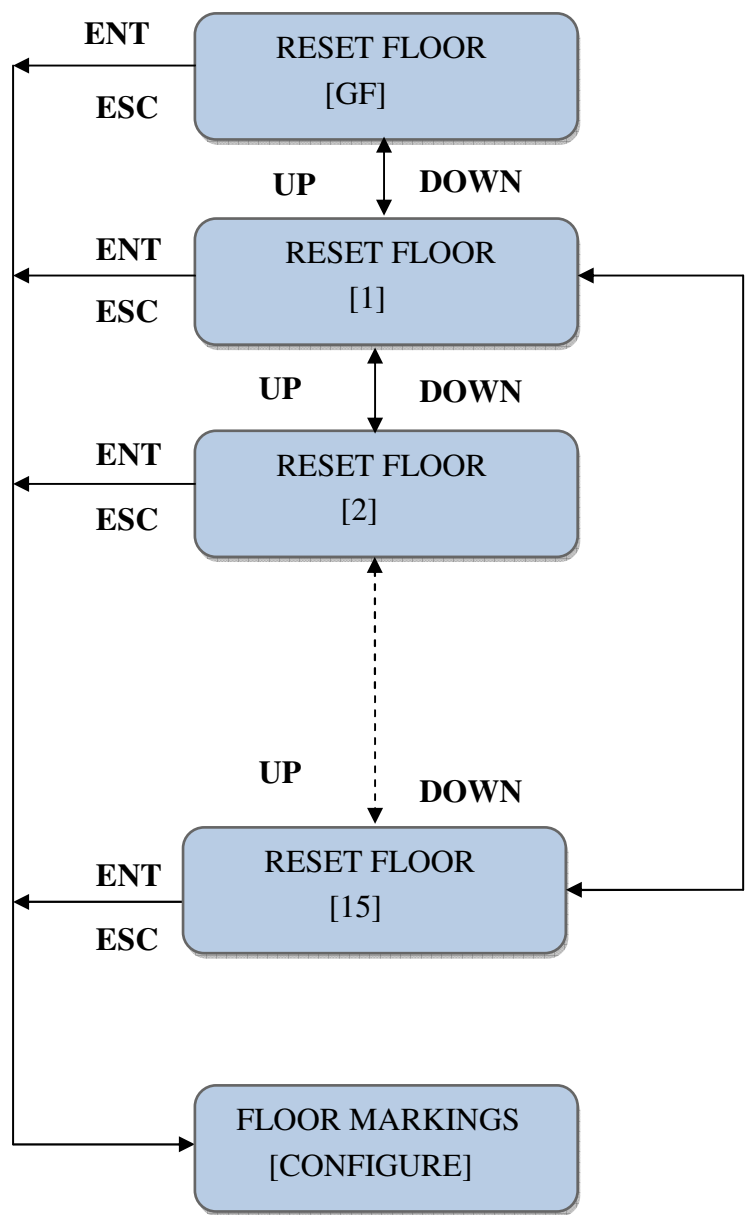 ENT
RESET FLOOR
[GF]
ESC
UP DOWN
ENT
RESET FLOOR
[1]
ESC
UP DOWN
ENT
RESET FLOOR
[2]
ESC
UP DOWN
ENT
RESET FLOOR
[15]
ESC
FLOOR MARKINGS
[CONFIGURE]